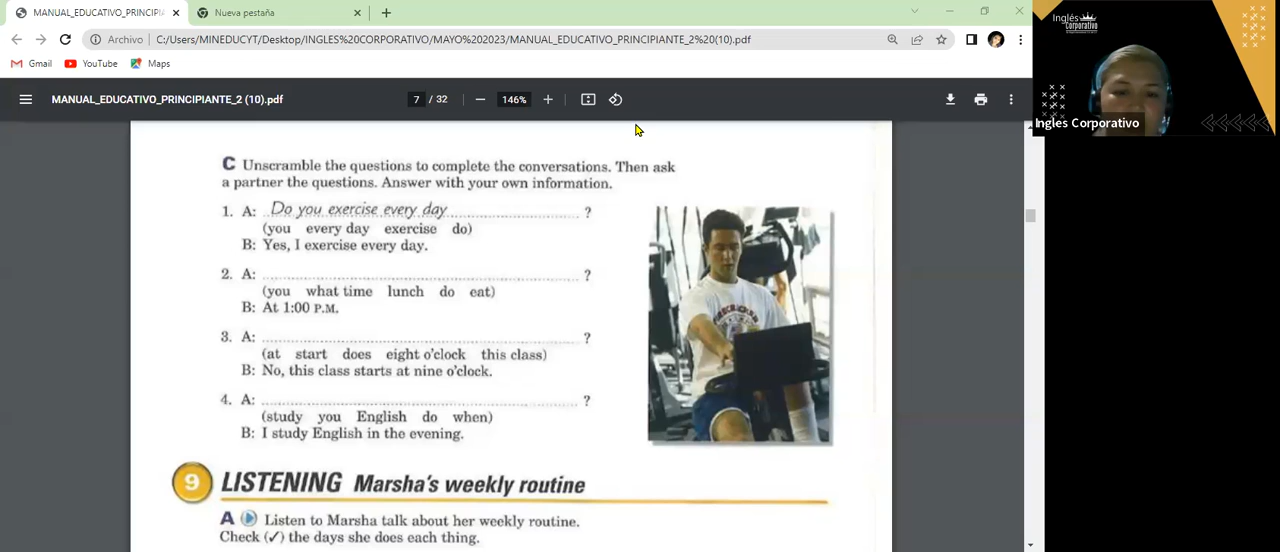 MANUAL_EDUCATIVO_PRINCIPI
Nueva pestaña
Archivo
C:/Users/MINEDUCYT/Desktop/INGLES%20CORPORATIVO/MAYO%202023/MANUAL_EDUCATIVO_PRINCIPIANTE_2%20(10).pdf
Gmail YouTube Maps
MANUAL_EDUCATIVO_PRINCIPIANTE_2 (10).pdf
7 / 32
146%
Inglés
Corporativo
Inglés Corporativo
C Unscramble the questions to complete the conversations. Then ask
a partner the questions. Answer with your own information.
1. A: Do you exercise every day ?
(you every day exercise do)
B: Yes, I exercise every day.
2. A: ?
(you what time lunch do eat)
B: At 1:00 P.M.
3. A: ?
(at start does eight o'clock this class)
B: No, this class starts at nine o'clock.
4. A: ?
(study you English do when)
B: I study English in the evening.
9 LISTENING Marsha's weekly routine
A Listen to Marsha talk about her weekly routine.
Check (✓) the days she does each thing.